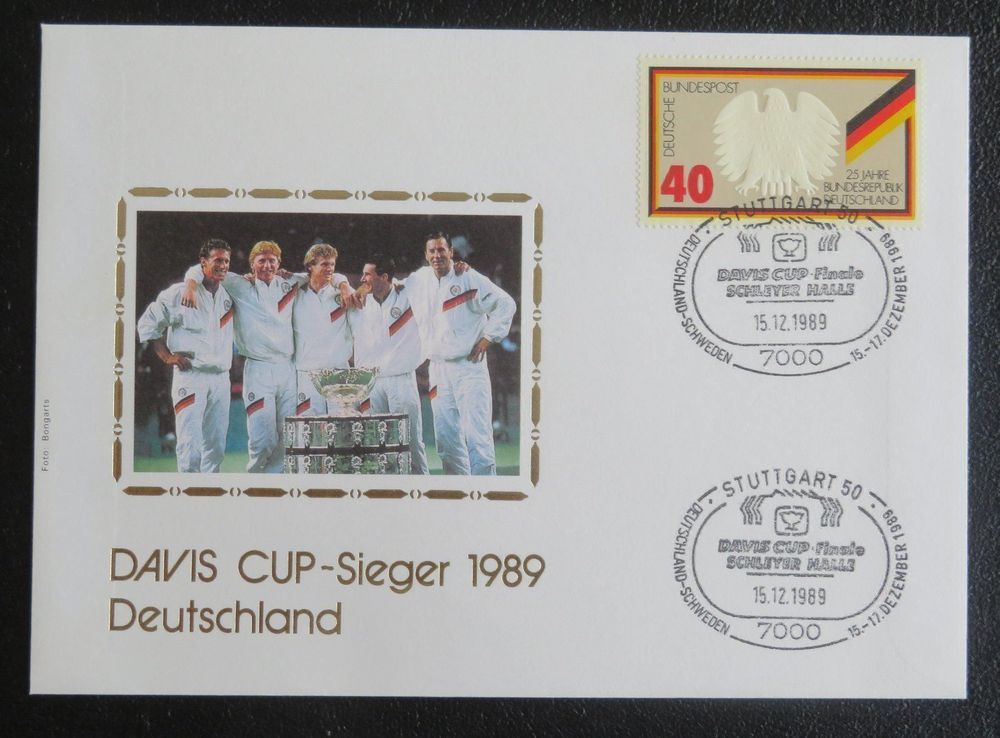 DEUTSCHE
BUNDESPOST
40
25 JAHRE
BUNDESREPUBLIK
DEUTSCHLAND
STUTTGART 50
DAVIS CUP-Finale
SCHLEYER HALLE
15.12.1989
7000
DEUTSCHLAND-SCHWEDEN
15.-17. DEZEMBER 1989
Foto: Bongarts
DAVIS CUP-Sieger 1989
Deutschland
STUTTGART 50
DAVIS CUP-Finale
SCHLEYER HALLE
15.12.1989
7000
DEUTSCHLAND-SCHWEDEN
15.-17. DEZEMBER 1989